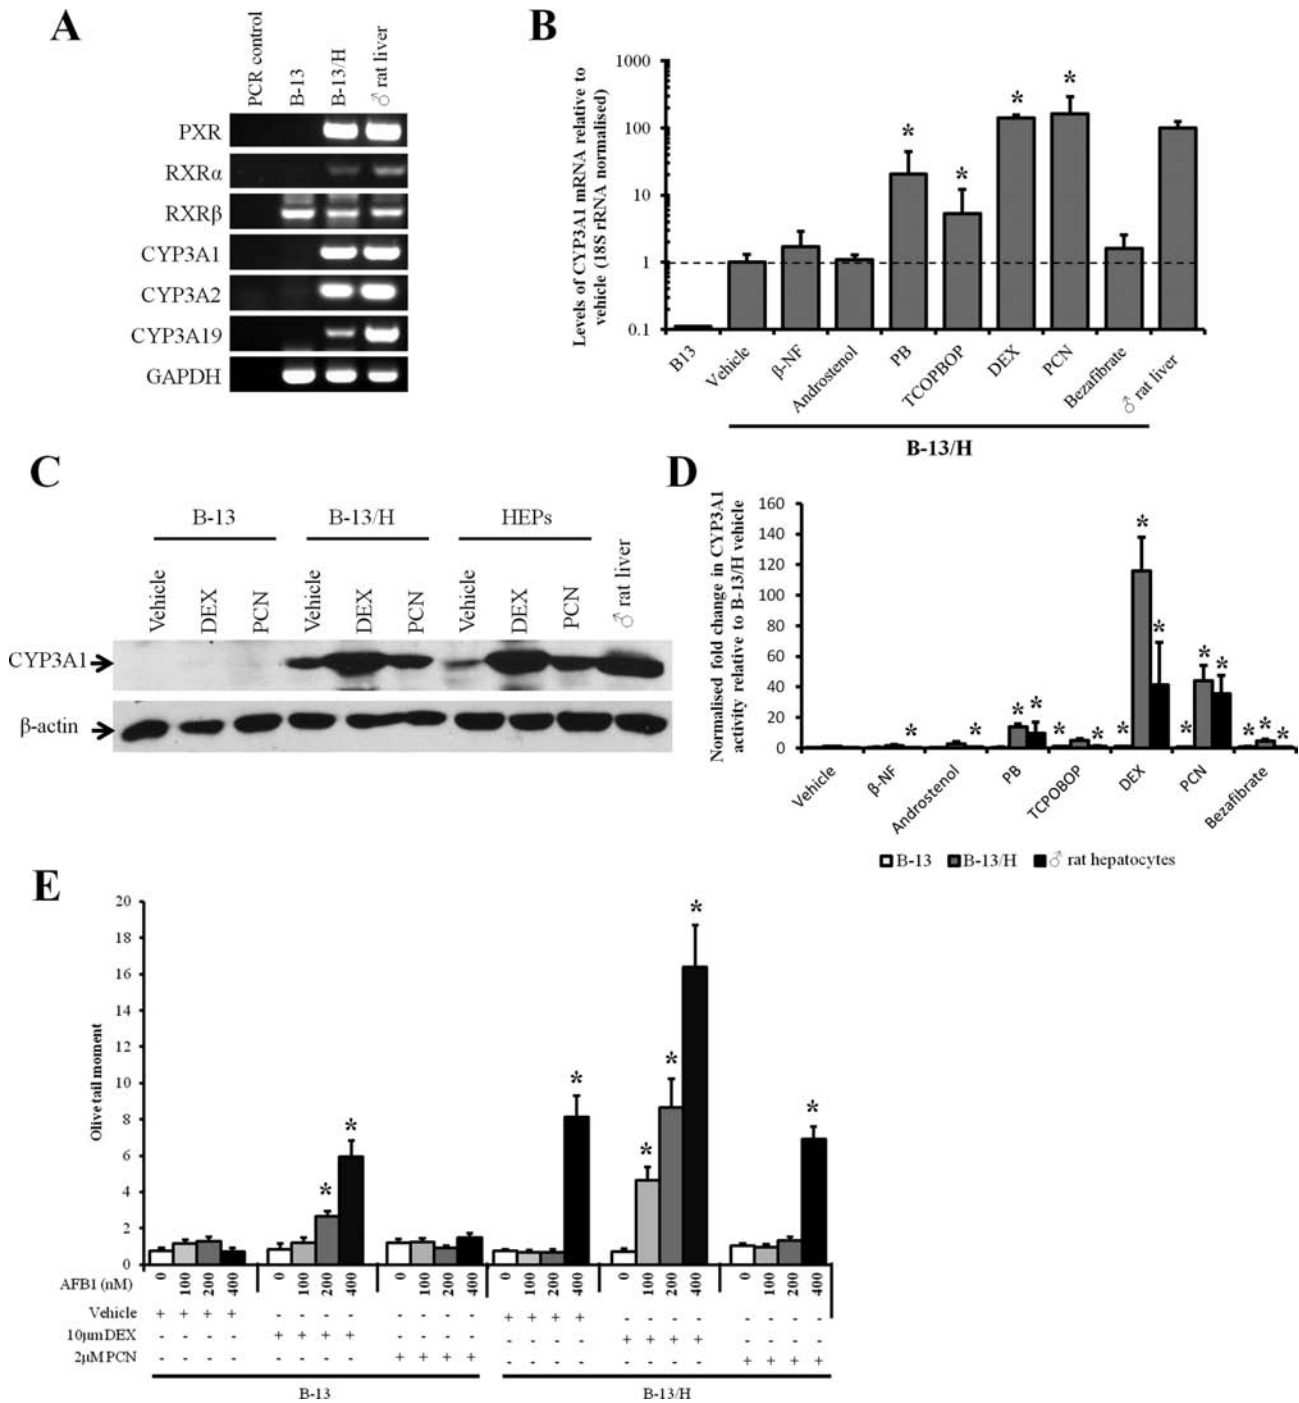 A
PCR control
B-13
B-13/H
♂ rat liver
PXR
RXRα
RXRβ
CYP3A1
CYP3A2
CYP3A19
GAPDH
B
Levels of CYP3A1 mRNA relative to
vehicle (18S rRNA normalised)
1000
100
10
1
0.1
* * * *
B13
Vehicle
β-NF
Androstenol
PB
TCOPBOP
DEX
PCN
Bezafibrate
♂ rat liver
B-13/H
C
B-13 B-13/H HEPs
Vehicle
DEX
PCN
Vehicle
DEX
PCN
Vehicle
DEX
PCN
♂ rat liver
CYP3A1
β-actin
D
Normalised fold change in CYP3A1
activity relative to B-13/H vehicle
160
140
120
100
80
60
40
20
0
* * * * * * * * * * * * * * *
Vehicle
β-NF
Androstenol
PB
TCPOBOP
DEX
PCN
Bezafibrate
B-13 B-13/H ♂ rat hepatocytes
E
Olive tail moment
20
18
16
14
12
10
8
6
4
2
0
* * * * * * *
AFB1 (nM) 0 100 200 400 0 100 200 400 0 100 200 400 0 100 200 400 0 100 200 400 0 100 200 400
Vehicle + + + + - - - - - - - - + + + + - - - - - - - -
10μm DEX - - - - + + + + - - - - - - - - + + + + - - - -
2μM PCN - - - - - - - - + + + + - - - - - - - - + + + +
B-13 B-13/H